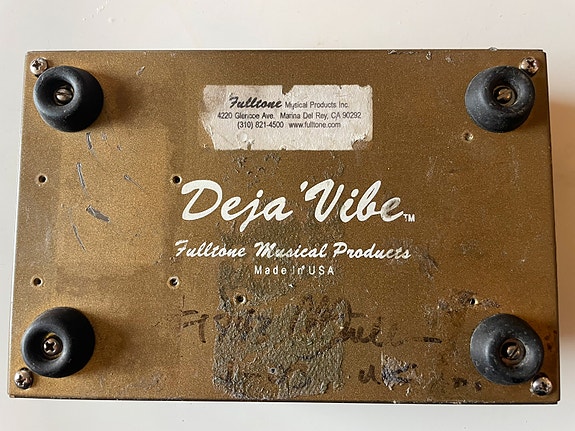 Fulltone Musical Products Inc.
4220 Glencoe Ave. Marina Del Rey, CA 90292
(310) 821-4500 www.fulltone.com
Deja'Vibe™
Fulltone Musical Products
Made In USA